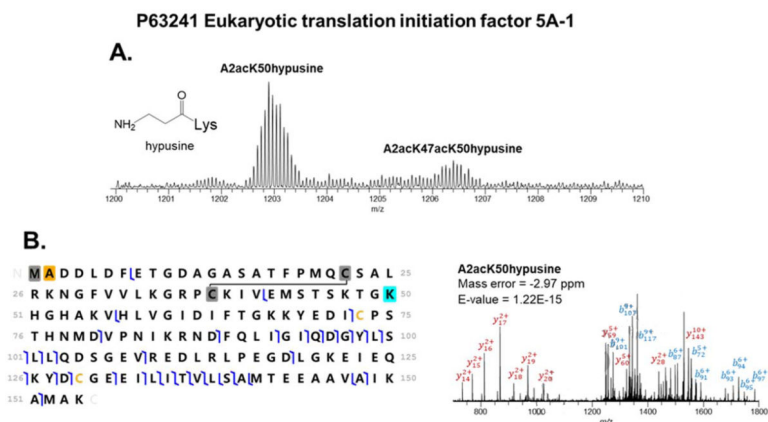 P63241 Eukaryotic translation initiation factor 5A-1
A.
A2acK50hypusine
O
NH2
Lys
hypusine
A2acK47acK50hypusine
1200 1201 1202 1203 1204 1205 1206 1207 1208 1209 1210
m/z
B.
N M A D D L D F E T G D A G A S A T F P M Q C S A L 25
26 R K N G F V V L K G R P C K I V E M S T S K T G K 50
51 H G H A K V H L V G I D I F T G K K Y E D I C P S 75
76 T H N M D V P N I K R N D F Q L I G I Q D G Y L S 100
101 L L Q D S G E V R E D L R L P E G D L G K E I E Q 125
126 K Y D C G E E I L I T V L S A M T E E A A V A I K 150
151 A M A K C
A2acK50hypusine
Mass error = -2.97 ppm
E-value = 1.22E-15
800 1000 1200 1400 1600 1800
m/z